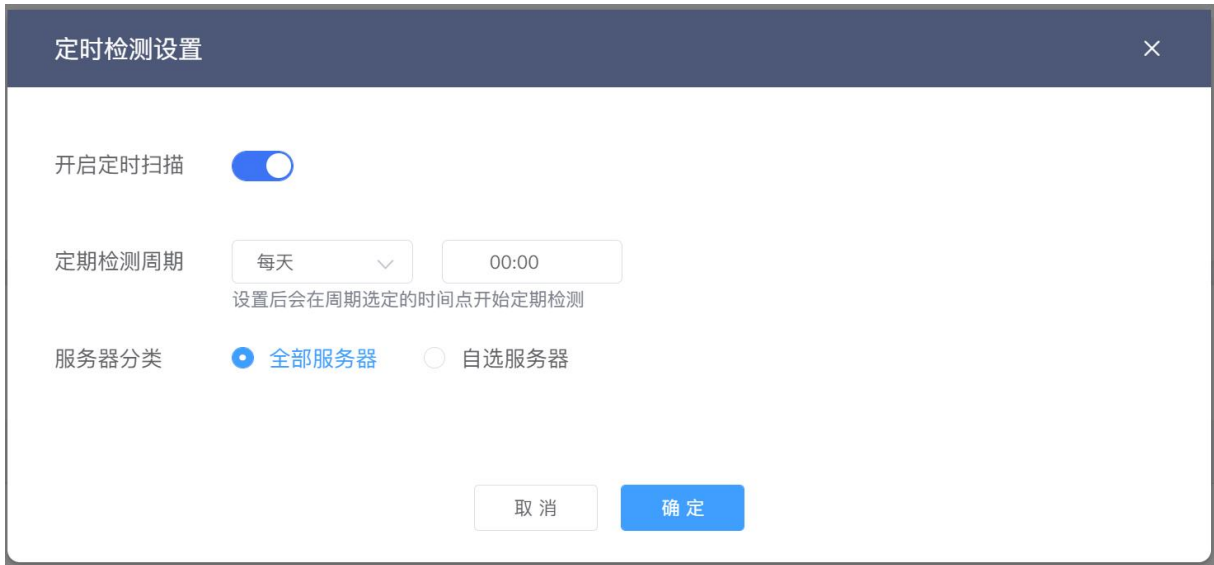 定时检测设置
开启定时扫描
定期检测周期 每天 00:00
设置后会在周期选定的时间点开始定期检测
服务器分类 全部服务器 自选服务器
取消 确定